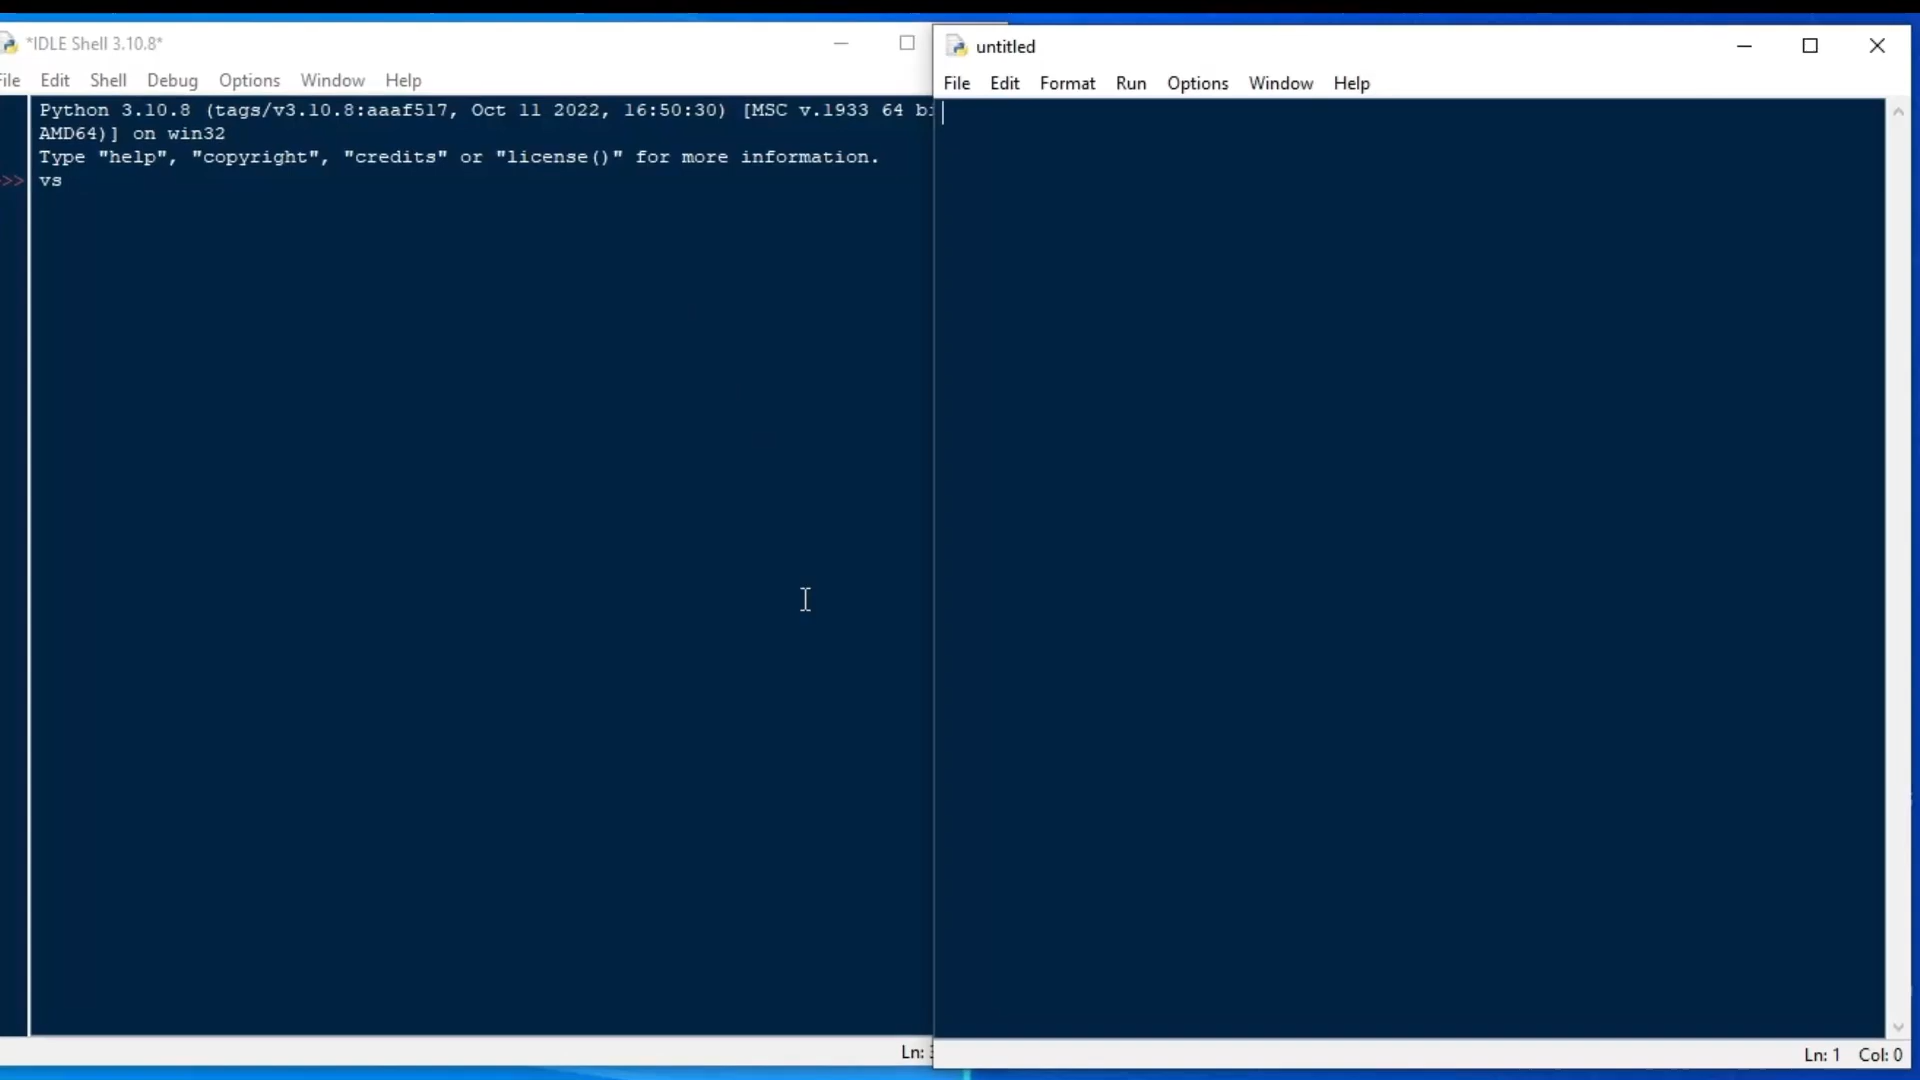 *IDLE Shell 3.10.8*
File Edit Shell Debug Options Window Help
Python 3.10.8 (tags/v3.10.8:aaaf517, Oct 11 2022, 16:50:30) [MSC v.1933 64 bi
AMD64)] on win32
Type "help", "copyright", "credits" or "license()" for more information.
>> vs
Ln: 3
untitled
File Edit Format Run Options Window Help
Ln: 1 Col: 0